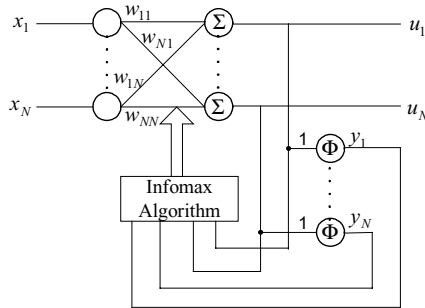 x1 w11 Σ u1
wN1
w1N
xN wNN Σ uN
1 Φ y1
Infomax
Algorithm
1 Φ yN